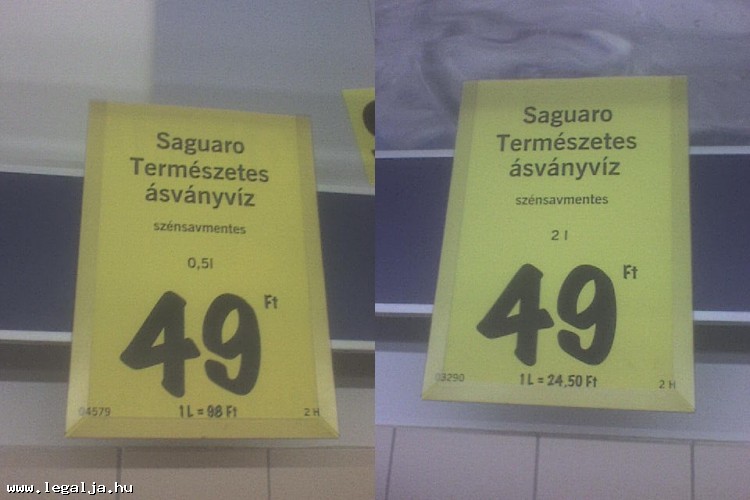 Saguaro
Természetes
ásványvíz
szénsavmentes
0,5l
49 Ft
04579 1L = 98 Ft 2 H
Saguaro
Természetes
ásványvíz
szénsavmentes
2 l
49 Ft
03290 1L = 24,50 Ft 2 H
www.legalja.hu